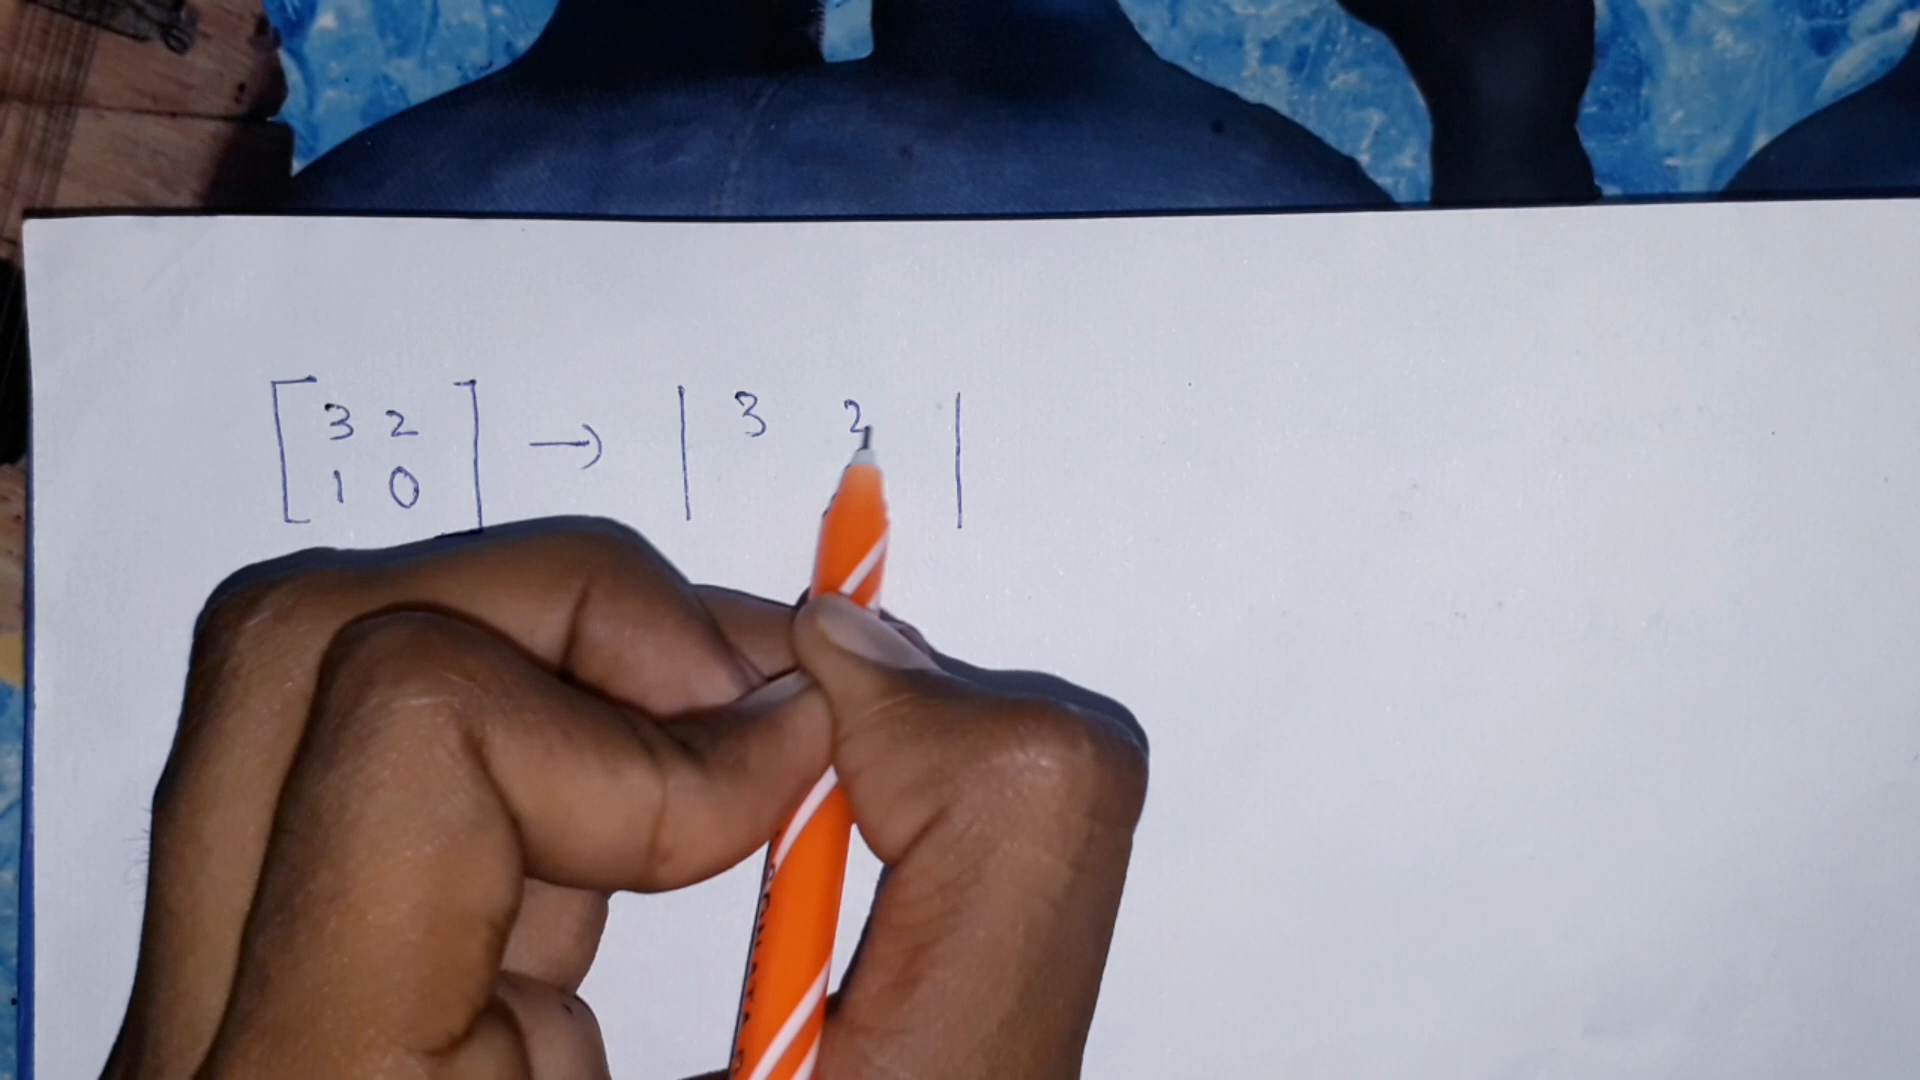 [ 3 2 ] → | 3 2 |
[ 1 0 ]